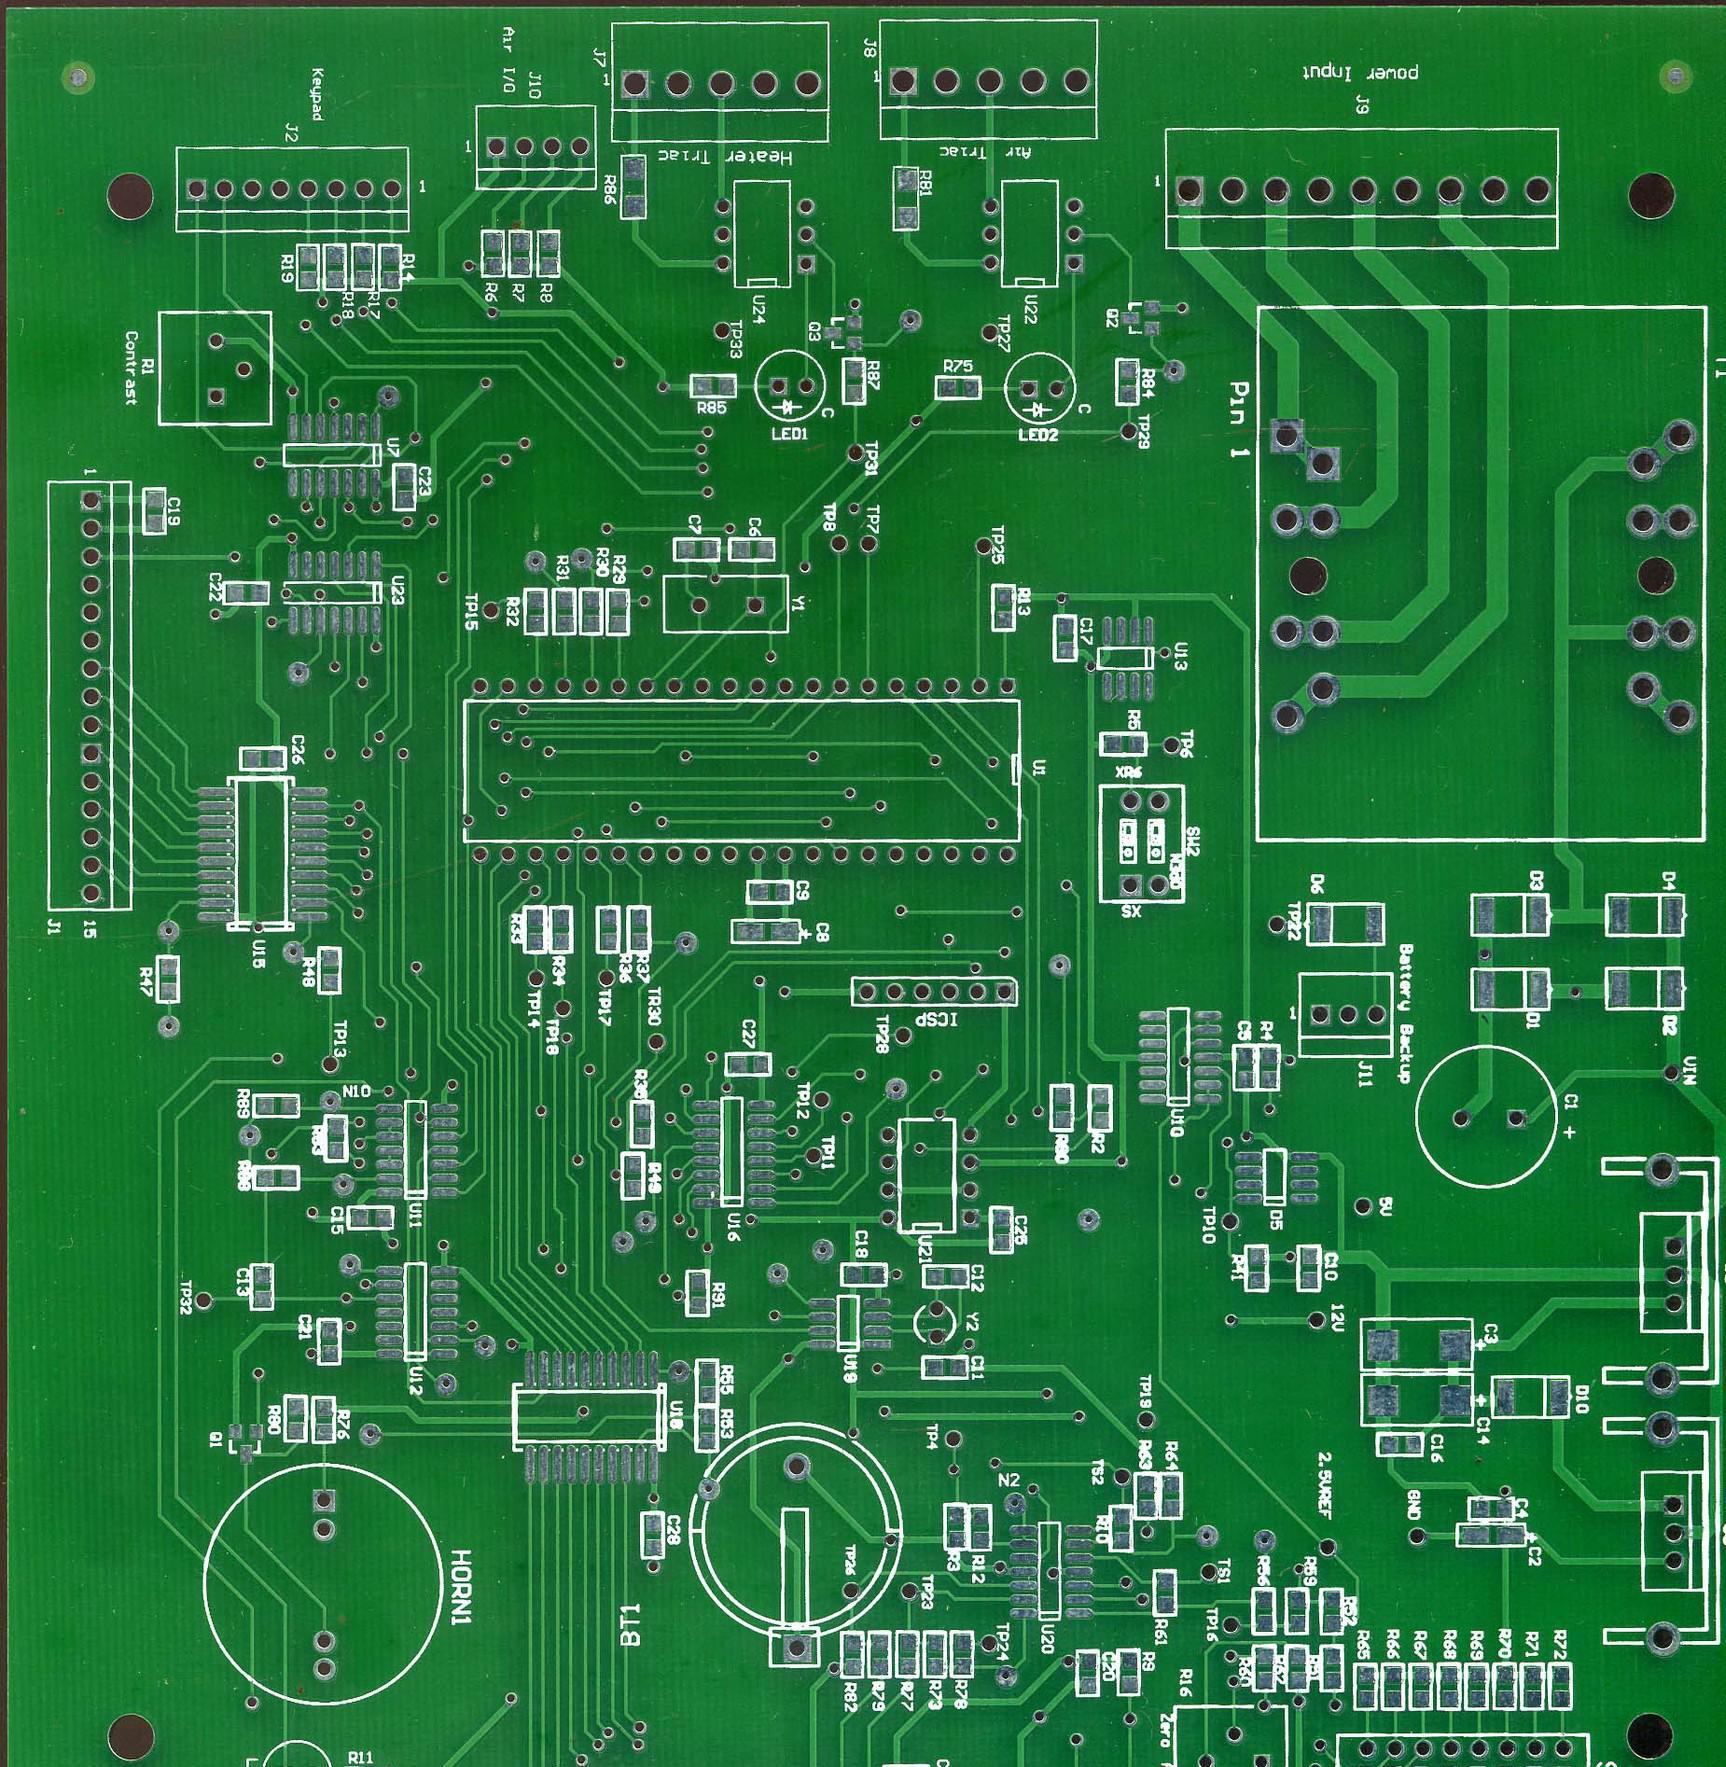 Air I/O
J10
J7
1
J8
1
power Input
J9
Keypad
J2
1
1
Heater Triac
Air Triac
R86
R81
1
R19
R18
R17
R14
R6
R7
R8
U24
U22
TP33
Q3
TP27
Q2
R1
Contrast
R85
R87
R75
R84
C
LED1
C
LED2
TP29
Pin 1
U7
C23
TP31
1
C19
TP8
TP7
C7
C6
TP25
R31
R30
R29
C22
U23
TP15
R32
Y1
R13
C17
U13
C26
U1
R5
TP6
XR6
SW2
SX
J1
15
U15
R47
R48
C9
C8
+
R33
R34
R36
R37
TP14
TP18
TP17
TR30
ICSP
TP28
D6
TP22
D3
D4
Battery Backup
1
J11
D1
D2
VIN
TP13
C27
C5
R4
N10
R89
R83
R88
R35
TP12
TP11
R49
U16
R90
R2
U10
C1
+
C15
U11
U21
C25
D5
TP10
5V
C18
C12
R41
C10
TP32
C13
R91
Y2
12V
C3
+
C21
U12
U19
C11
R55
U18
R53
D10
C14
+
C16
Q1
R80
R76
TP19
TP4
R63
R64
TS2
N2
2.5VREF
GND
C4
C2
+
HORN1
C28
BT1
TP26
R3
R12
R10
TP23
U20
TS1
R61
R56
R59
R52
TP16
TP24
R82
R79
R77
R73
R78
C20
R9
R16
R60
R62
R51
R65
R66
R67
R68
R69
R70
R71
R72
Zero
R11